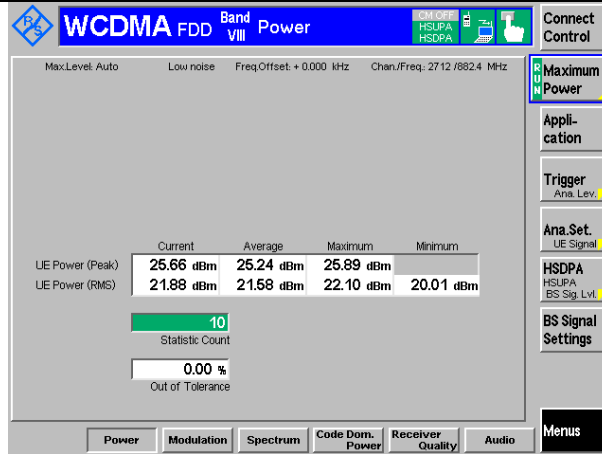 R&S
WCDMA FDD Band VIII Power
CM OFF
HSUPA
HSDPA
Connect Control
Max.Level: Auto Low noise Freq.Offset: + 0.000 kHz Chan./Freq.: 2712 /882.4 MHz
RUN
Maximum Power
Appli-
cation
Trigger
Ana. Lev.
Ana.Set.
UE Signal
Current Average Maximum Minimum
UE Power (Peak) 25.66 dBm 25.24 dBm 25.89 dBm
UE Power (RMS) 21.88 dBm 21.58 dBm 22.10 dBm 20.01 dBm
HSDPA
HSUPA
BS Sig. Lvl.
10
Statistic Count
BS Signal
Settings
0.00 %
Out of Tolerance
Power Modulation Spectrum Code Dom. Power Receiver Quality Audio
Menus